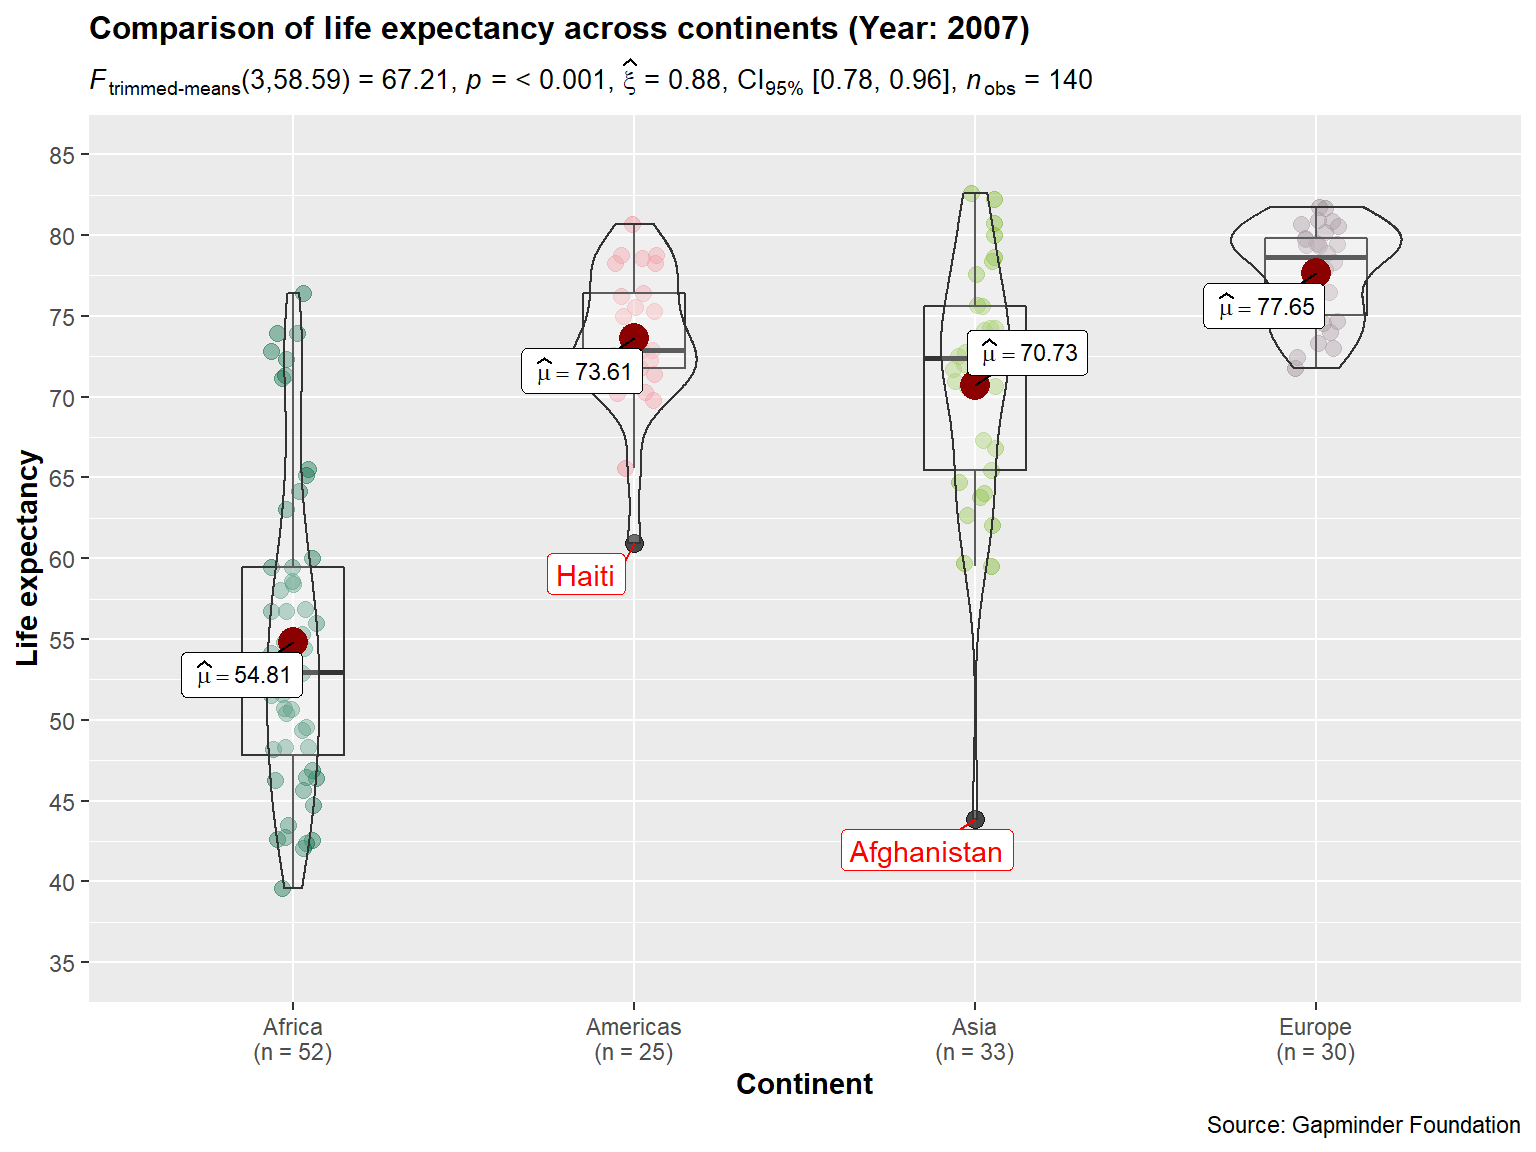 Comparison of life expectancy across continents (Year: 2007)
F trimmed-means(3,58.59) = 67.21, p = < 0.001, ξ̂ = 0.88, CI95% [0.78, 0.96], n obs = 140
Life expectancy
85
80
75
70
65
60
55
50
45
40
35
μ̂ = 54.81
μ̂ = 73.61
μ̂ = 70.73
μ̂ = 77.65
Haiti
Afghanistan
Africa
(n = 52)
Americas
(n = 25)
Asia
(n = 33)
Europe
(n = 30)
Continent
Source: Gapminder Foundation